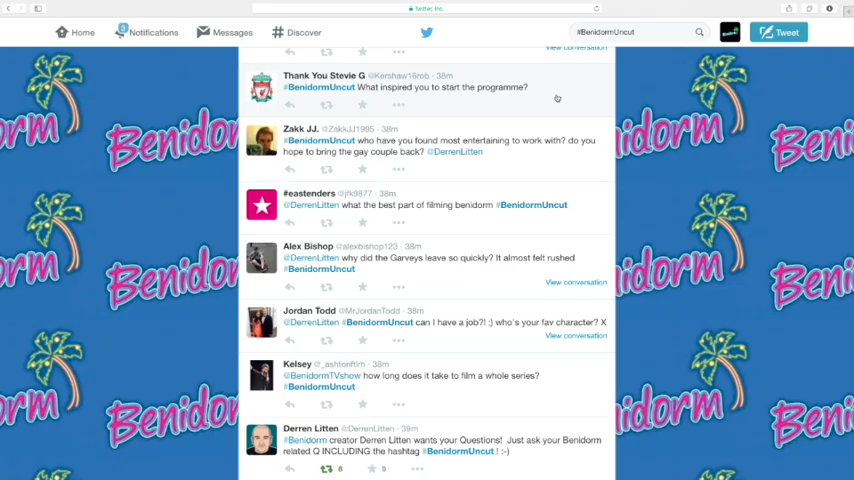 Twitter, Inc.
Home
2
Notifications
Messages
# Discover
#BenidormUncut
Tweet
View conversation
Thank You Stevie G @Kershaw16rob · 38m
#BenidormUncut What inspired you to start the programme?
Zakk JJ. @ZakkJJ1995 · 38m
#BenidormUncut who have you found most entertaining to work with? do you
hope to bring the gay couple back? @DerrenLitten
#eastenders @jfk9877 · 38m
@DerrenLitten what the best part of filming benidorm #BenidormUncut
Alex Bishop @alexbishop123 · 38m
@DerrenLitten why did the Garveys leave so quickly? It almost felt rushed
#BenidormUncut
View conversation
Jordan Todd @MrJordanTodd · 38m
@DerrenLitten #BenidormUncut can I have a job?! ;) who's your fav character? X
View conversation
Kelsey @_ashtonftlrh · 38m
@BenidormTVshow how long does it take to film a whole series?
#BenidormUncut
Derren Litten @DerrenLitten · 39m
#Benidorm creator Derren Litten wants your Questions! Just ask your Benidorm
related Q INCLUDING the hashtag #BenidormUncut ! :-)
8
9
Benidorm
Benidorm
Benidorm